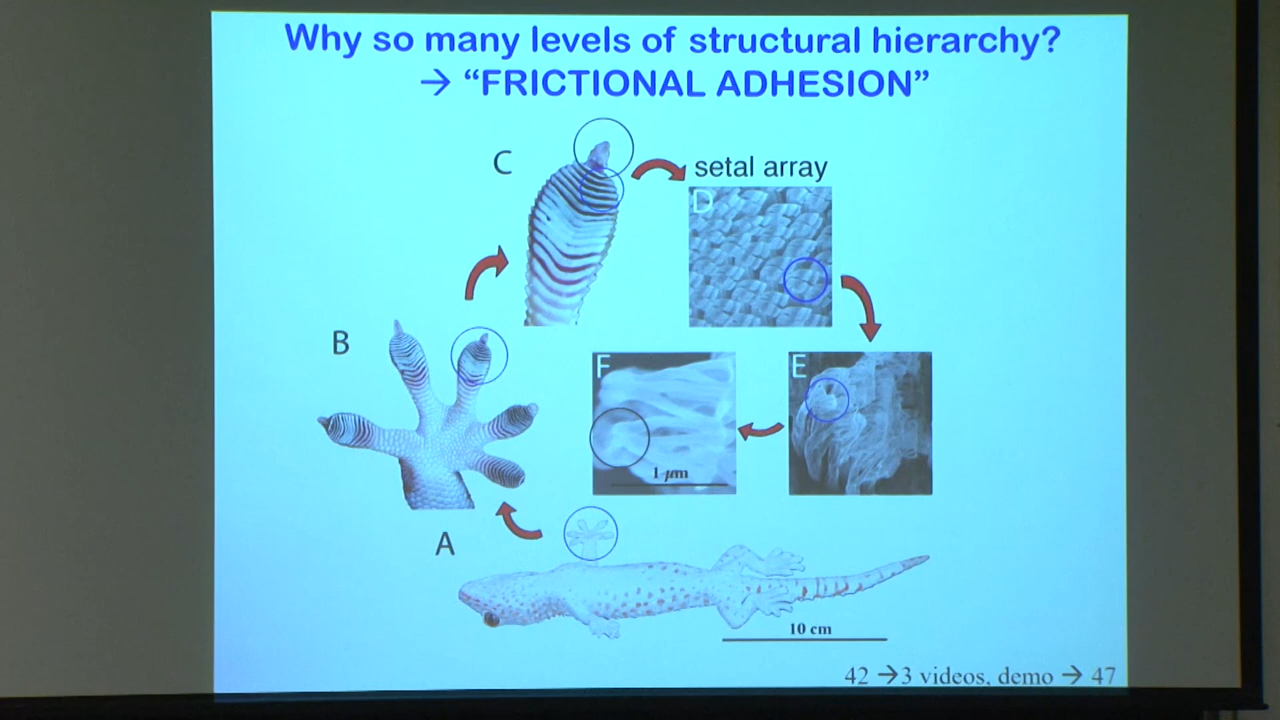 Why so many levels of structural hierarchy?
→ “FRICTIONAL ADHESION”
C
setal array
D
B
F
E
1 μm
A
10 cm
42 →3 videos, demo → 47